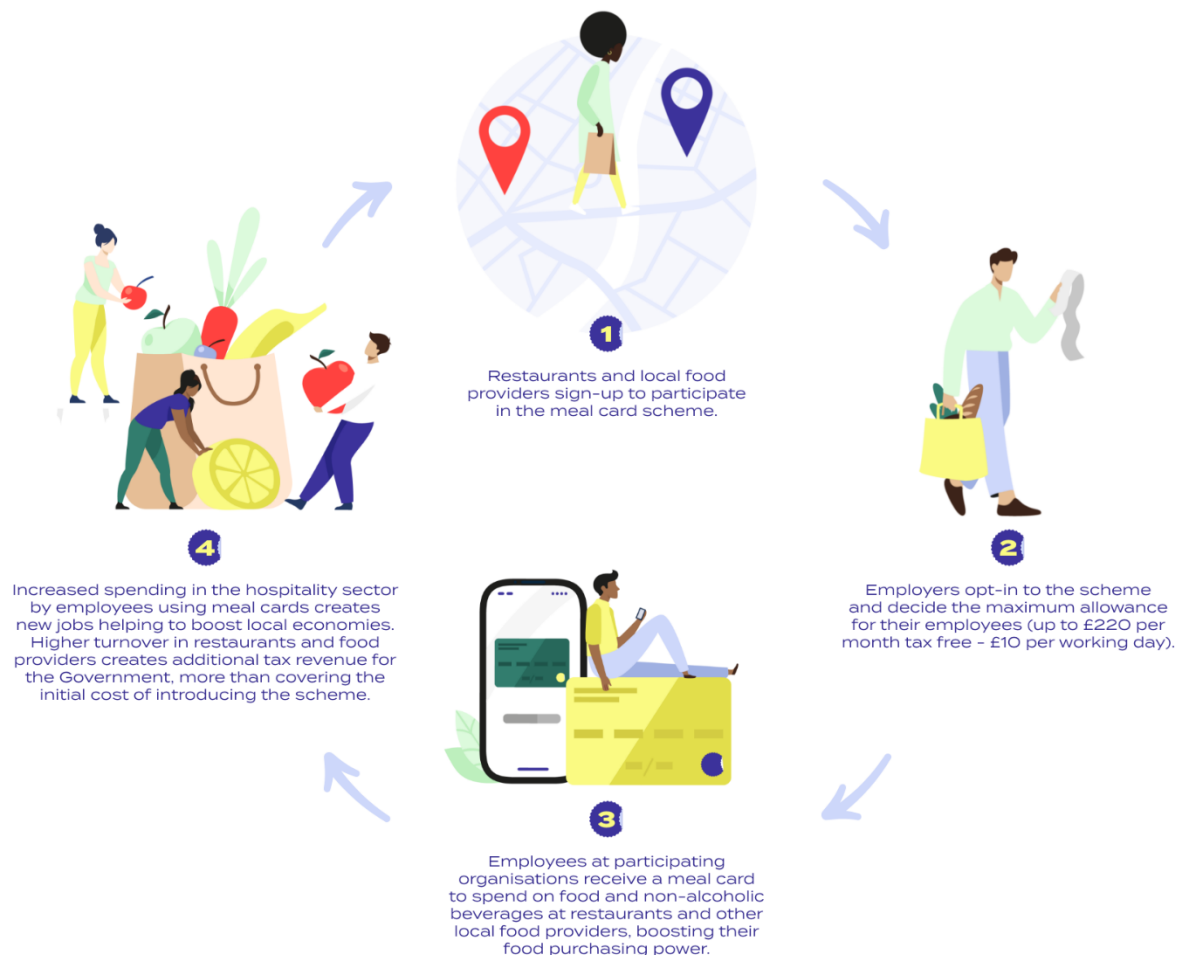 1
Restaurants and local food
providers sign-up to participate
in the meal card scheme.
2
Employers opt-in to the scheme
and decide the maximum allowance
for their employees (up to £220 per
month tax free - £10 per working day).
3
Employees at participating
organisations receive a meal card
to spend on food and non-alcoholic
beverages at restaurants and other
local food providers, boosting their
food purchasing power.
4
Increased spending in the hospitality sector
by employees using meal cards creates
new jobs helping to boost local economies.
Higher turnover in restaurants and food
providers creates additional tax revenue for
the Government, more than covering the
initial cost of introducing the scheme.